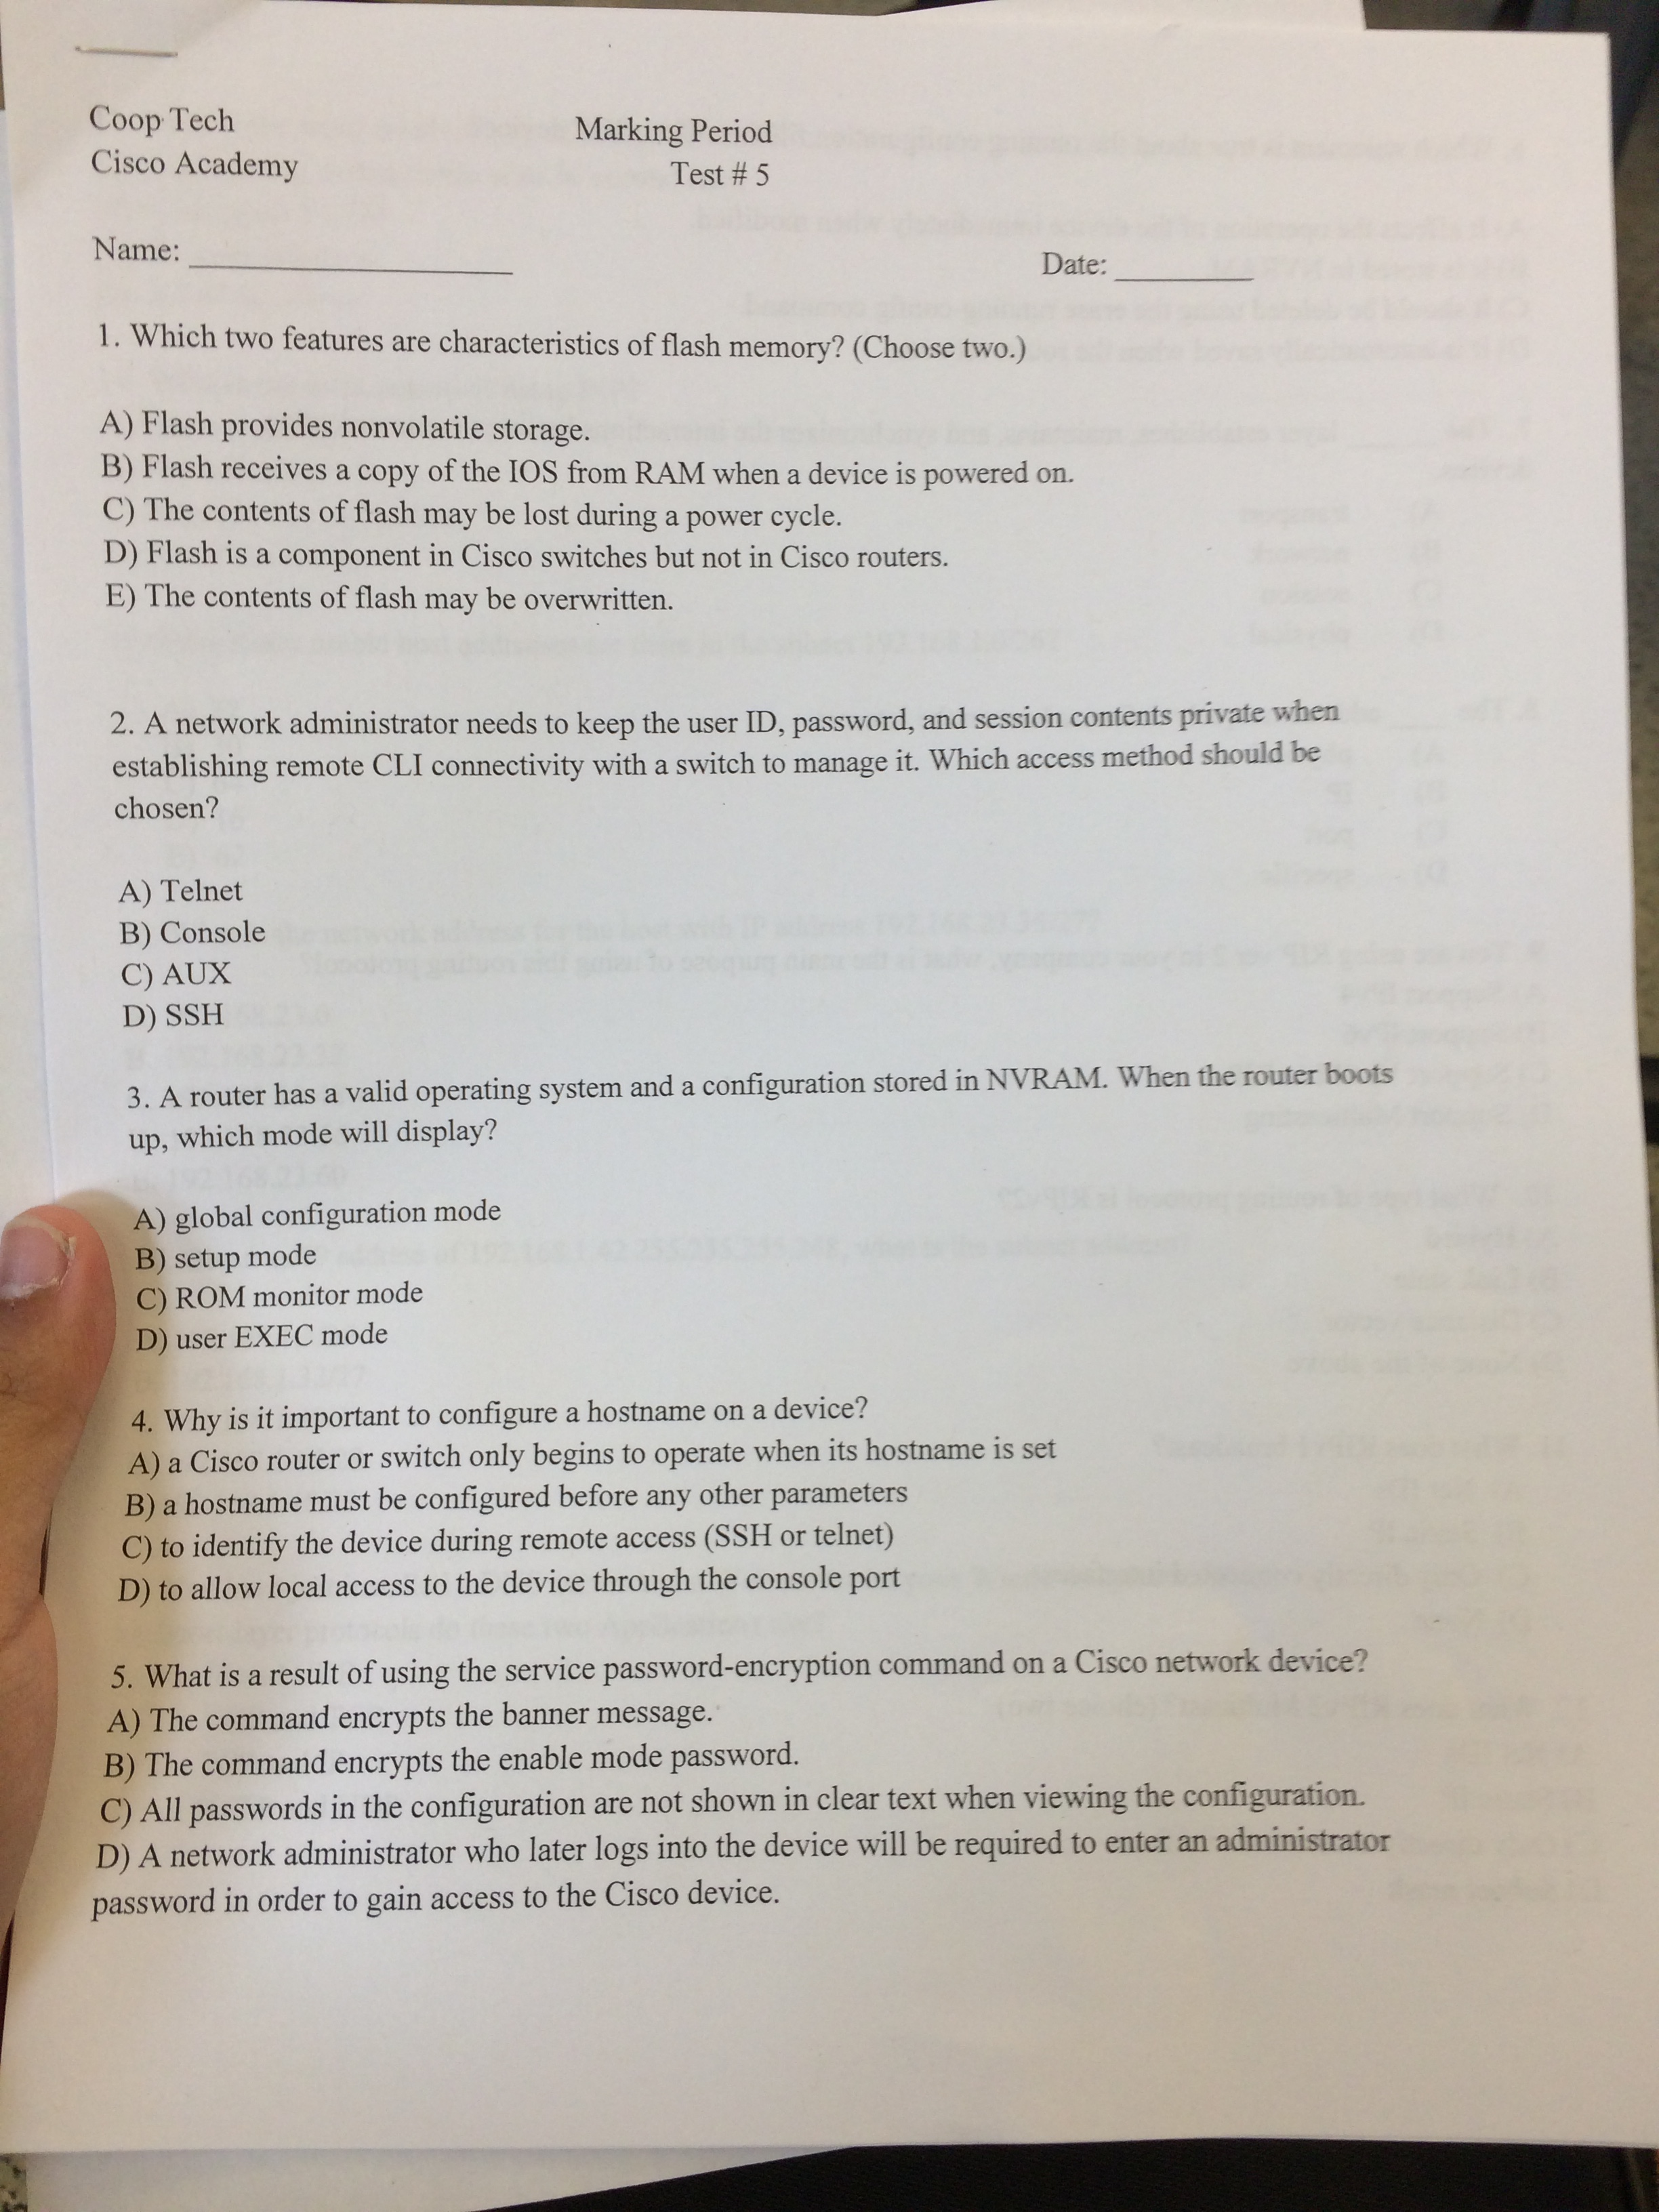 Coop Tech
Marking Period
Cisco Academy
Test # 5
Name: ____________________
Date: _________
1. Which two features are characteristics of flash memory? (Choose two.)
A) Flash provides nonvolatile storage.
B) Flash receives a copy of the IOS from RAM when a device is powered on.
C) The contents of flash may be lost during a power cycle.
D) Flash is a component in Cisco switches but not in Cisco routers.
E) The contents of flash may be overwritten.
2. A network administrator needs to keep the user ID, password, and session contents private when
establishing remote CLI connectivity with a switch to manage it. Which access method should be
chosen?
A) Telnet
B) Console
C) AUX
D) SSH
3. A router has a valid operating system and a configuration stored in NVRAM. When the router boots
up, which mode will display?
A) global configuration mode
B) setup mode
C) ROM monitor mode
D) user EXEC mode
4. Why is it important to configure a hostname on a device?
A) a Cisco router or switch only begins to operate when its hostname is set
B) a hostname must be configured before any other parameters
C) to identify the device during remote access (SSH or telnet)
D) to allow local access to the device through the console port
5. What is a result of using the service password-encryption command on a Cisco network device?
A) The command encrypts the banner message.
B) The command encrypts the enable mode password.
C) All passwords in the configuration are not shown in clear text when viewing the configuration.
D) A network administrator who later logs into the device will be required to enter an administrator
password in order to gain access to the Cisco device.